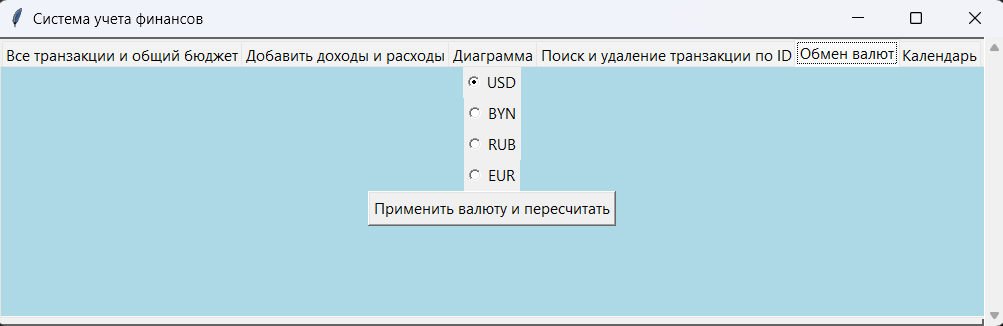 Система учета финансов
Все транзакции и общий бюджет Добавить доходы и расходы Диаграмма Поиск и удаление транзакции по ID Обмен валют Календарь
USD
BYN
RUB
EUR
Применить валюту и пересчитать